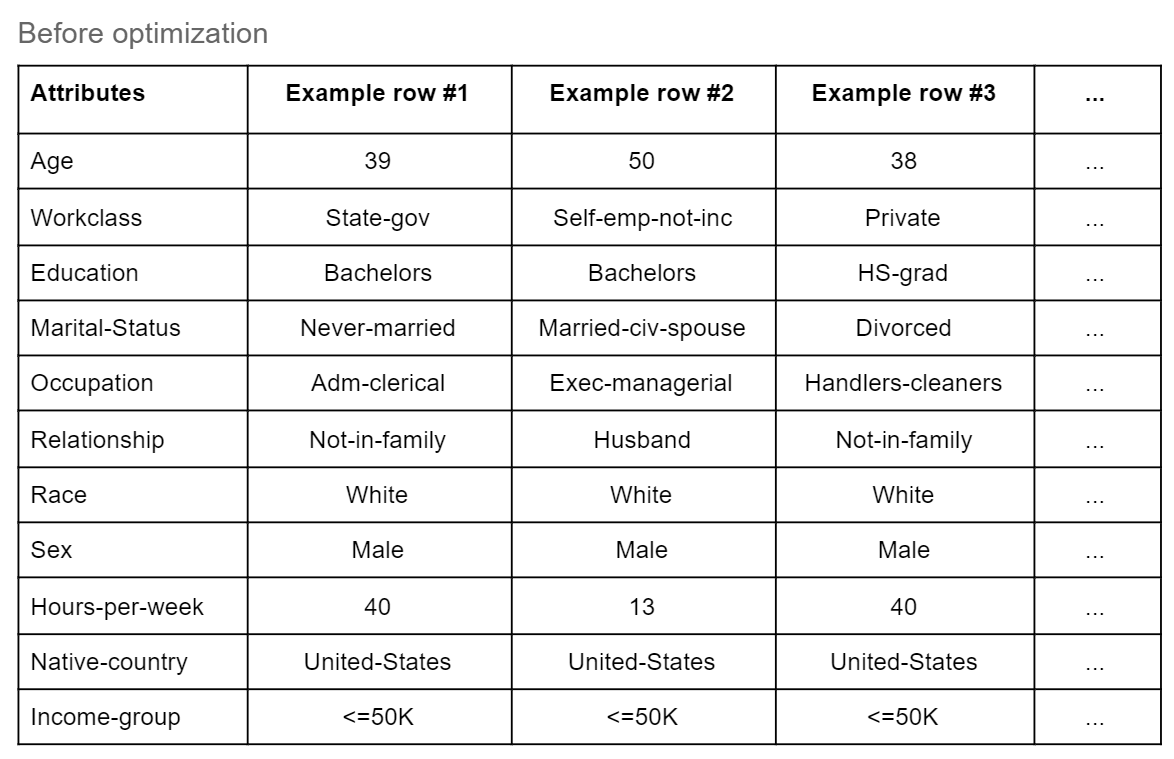 Before optimization
Attributes Example row #1 Example row #2 Example row #3 ...
Age 39 50 38 ...
Workclass State-gov Self-emp-not-inc Private ...
Education Bachelors Bachelors HS-grad ...
Marital-Status Never-married Married-civ-spouse Divorced ...
Occupation Adm-clerical Exec-managerial Handlers-cleaners ...
Relationship Not-in-family Husband Not-in-family ...
Race White White White ...
Sex Male Male Male ...
Hours-per-week 40 13 40 ...
Native-country United-States United-States United-States ...
Income-group <=50K <=50K <=50K ...